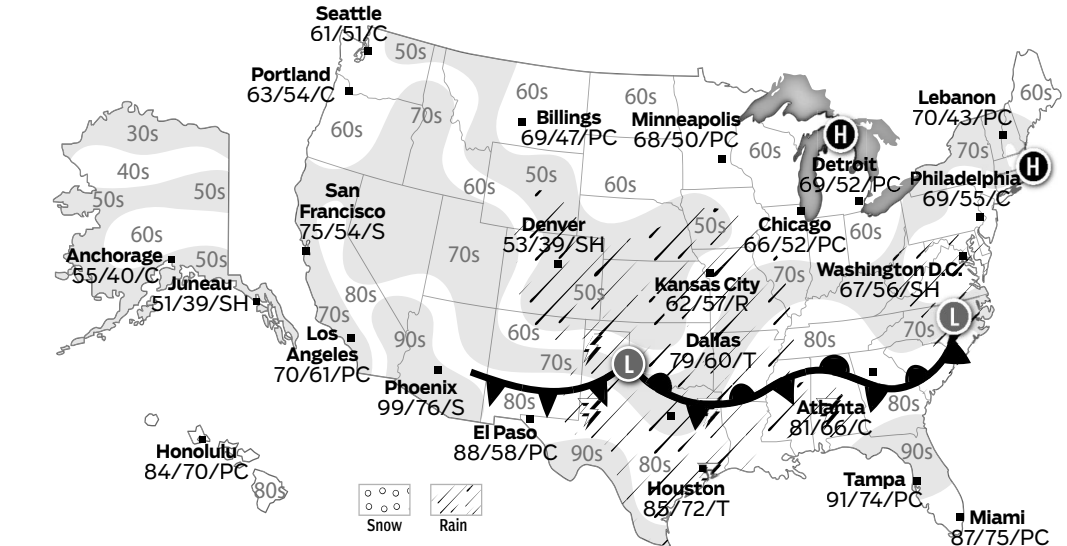 Seattle
61/51/C
50s
Portland
63/54/C
60s
70s
60s
Billings
69/47/PC
60s
Minneapolis
68/50/PC
60s
H
Detroit
69/52/PC
Lebanon
70/43/PC
60s
70s
H
Philadelphia
69/55/C
30s
40s
50s
50s
60s
50s
Anchorage
55/40/C
Juneau
51/39/SH
San
Francisco
75/54/S
60s
50s
60s
Denver
53/39/SH
50s
50s
Chicago
66/52/PC
60s
Kansas City
62/57/R
70s
Washington D.C.
67/56/SH
70s
80s
70s
Los
Angeles
70/61/PC
90s
60s
70s
L
Dallas
79/60/T
80s
70s
L
Phoenix
99/76/S
80s
El Paso
88/58/PC
90s
80s
Houston
85/72/T
Atlanta
81/66/C
80s
90s
Tampa
91/74/PC
Miami
87/75/PC
Honolulu
84/70/PC
80s
Snow
Rain